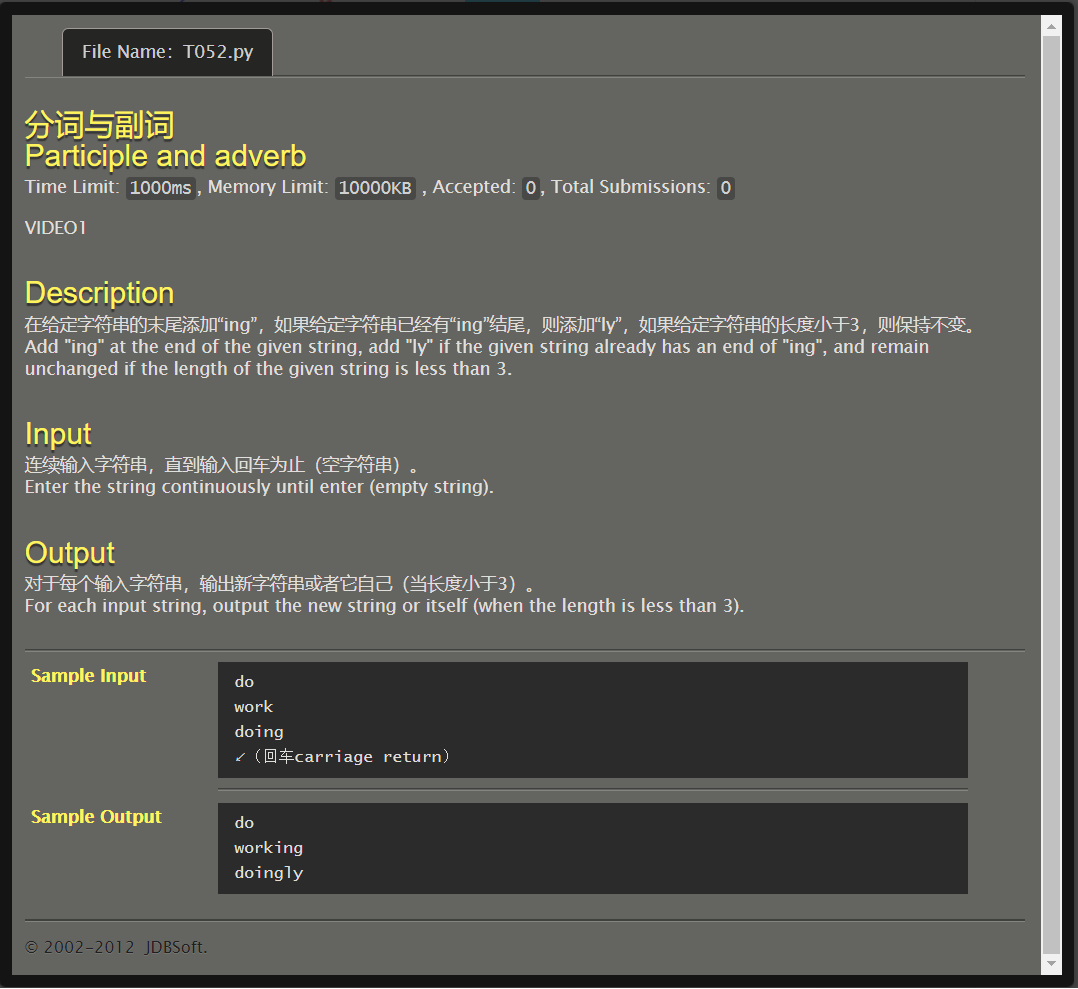 File Name: T052.py
分词与副词
Participle and adverb
Time Limit: 1000ms, Memory Limit: 10000KB , Accepted: 0, Total Submissions: 0
VIDEO1
Description
在给定字符串的末尾添加“ing”，如果给定字符串已经有“ing”结尾，则添加“ly”，如果给定字符串的长度小于3，则保持不变。
Add "ing" at the end of the given string, add "ly" if the given string already has an end of "ing", and remain
unchanged if the length of the given string is less than 3.
Input
连续输入字符串，直到输入回车为止（空字符串）。
Enter the string continuously until enter (empty string).
Output
对于每个输入字符串，输出新字符串或者它自己（当长度小于3）。
For each input string, output the new string or itself (when the length is less than 3).
Sample Input
do
work
doing
↙（回车carriage return）
Sample Output
do
working
doingly
© 2002-2012 JDBSoft.